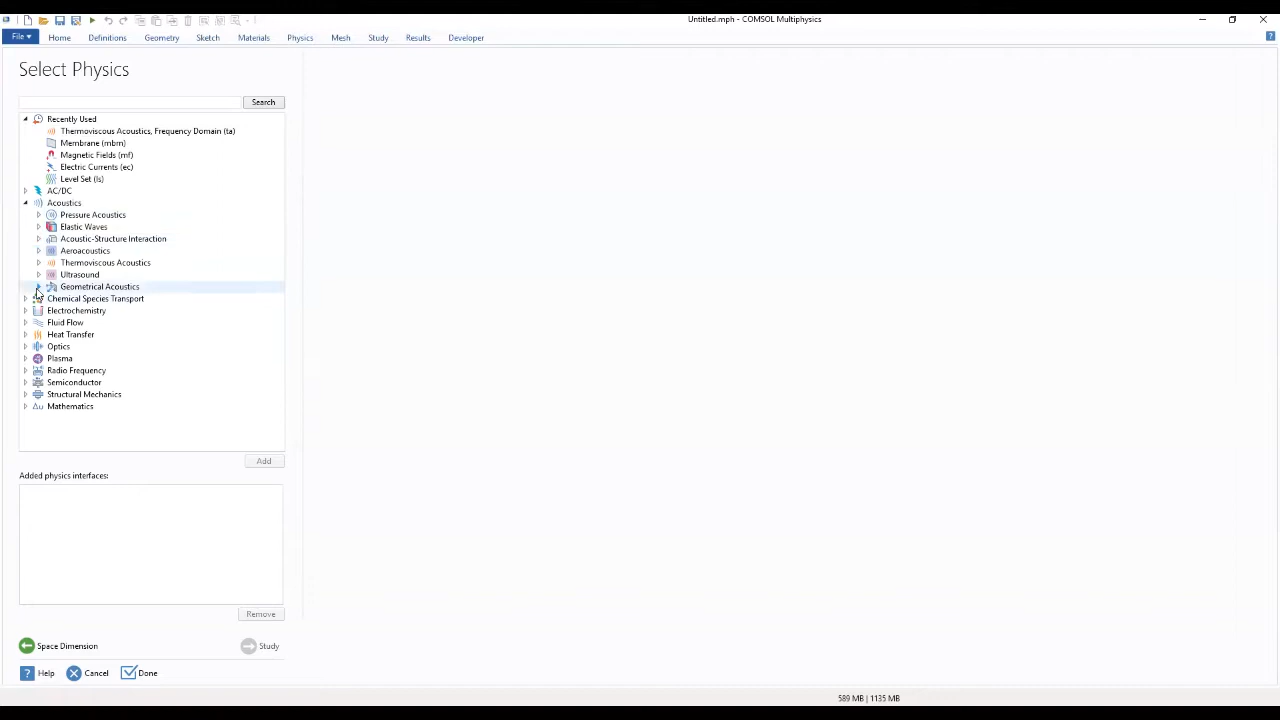 Untitled.mph - COMSOL Multiphysics
File Home Definitions Geometry Sketch Materials Physics Mesh Study Results Developer
Select Physics
Search
Recently Used
Thermoviscous Acoustics, Frequency Domain (ta)
Membrane (mbrn)
Magnetic Fields (mf)
Electric Currents (ec)
Level Set (ls)
AC/DC
Acoustics
Pressure Acoustics
Elastic Waves
Acoustic-Structure Interaction
Aeroacoustics
Thermoviscous Acoustics
Ultrasound
Geometrical Acoustics
Chemical Species Transport
Electrochemistry
Fluid Flow
Heat Transfer
Optics
Plasma
Radio Frequency
Semiconductor
Structural Mechanics
Δu Mathematics
Add
Added physics interfaces:
Remove
Space Dimension Study
? Help Cancel Done
589 MB | 1135 MB